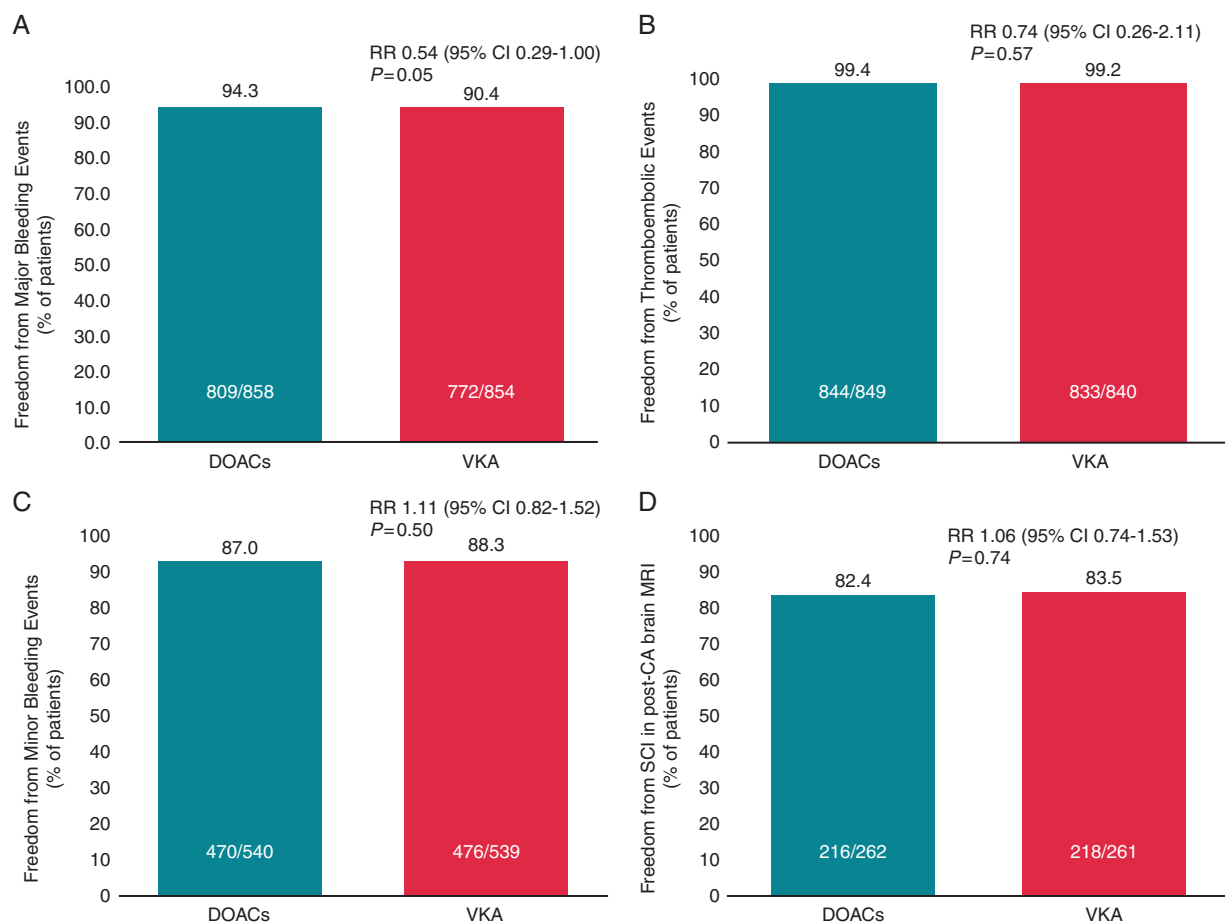 A
RR 0.54 (95% CI 0.29-1.00)
P=0.05
Freedom from Major Bleeding Events
(% of patients)
100.0
90.0
80.0
70.0
60.0
50.0
40.0
30.0
20.0
10.0
0.0
94.3
90.4
809/858
772/854
DOACs
VKA
B
RR 0.74 (95% CI 0.26-2.11)
P=0.57
Freedom from Thromboembolic Events
(% of patients)
100
90
80
70
60
50
40
30
20
10
0
99.4
99.2
844/849
833/840
DOACs
VKA
C
RR 1.11 (95% CI 0.82-1.52)
P=0.50
Freedom from Minor Bleeding Events
(% of patients)
100
90
80
70
60
50
40
30
20
10
0
87.0
88.3
470/540
476/539
DOACs
VKA
D
RR 1.06 (95% CI 0.74-1.53)
P=0.74
Freedom from SCI in post-CA brain MRI
(% of patients)
100
90
80
70
60
50
40
30
20
10
0
82.4
83.5
216/262
218/261
DOACs
VKA